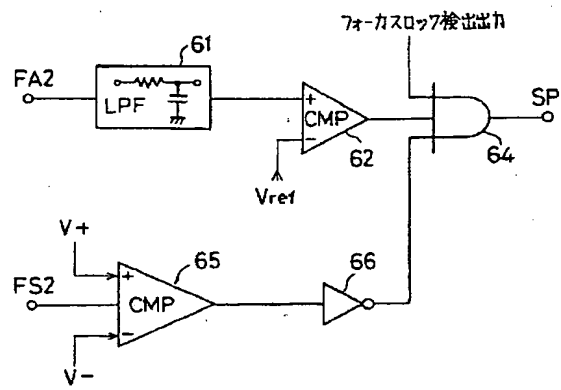 フォーカスロック検出出力
61
FA2
LPF
+
CMP
-
62
Vref
SP
64
V+
FS2
+
CMP
-
65
66
V-